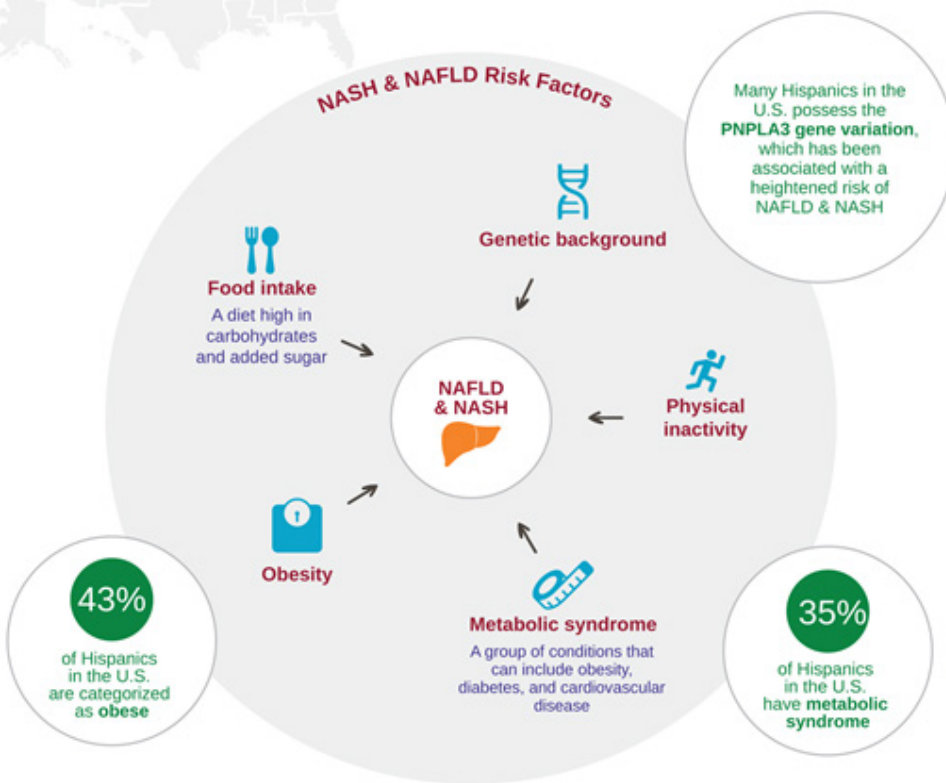 NASH & NAFLD Risk Factors
Many Hispanics in the
U.S. possess the
PNPLA3 gene variation,
which has been
associated with a
heightened risk of
NAFLD & NASH
Genetic background
Food intake
A diet high in
carbohydrates
and added sugar
NAFLD
& NASH
Physical
inactivity
Obesity
Metabolic syndrome
A group of conditions that
can include obesity,
diabetes, and cardiovascular
disease
43%
of Hispanics
in the U.S.
are categorized
as obese
35%
of Hispanics
in the U.S.
have metabolic
syndrome